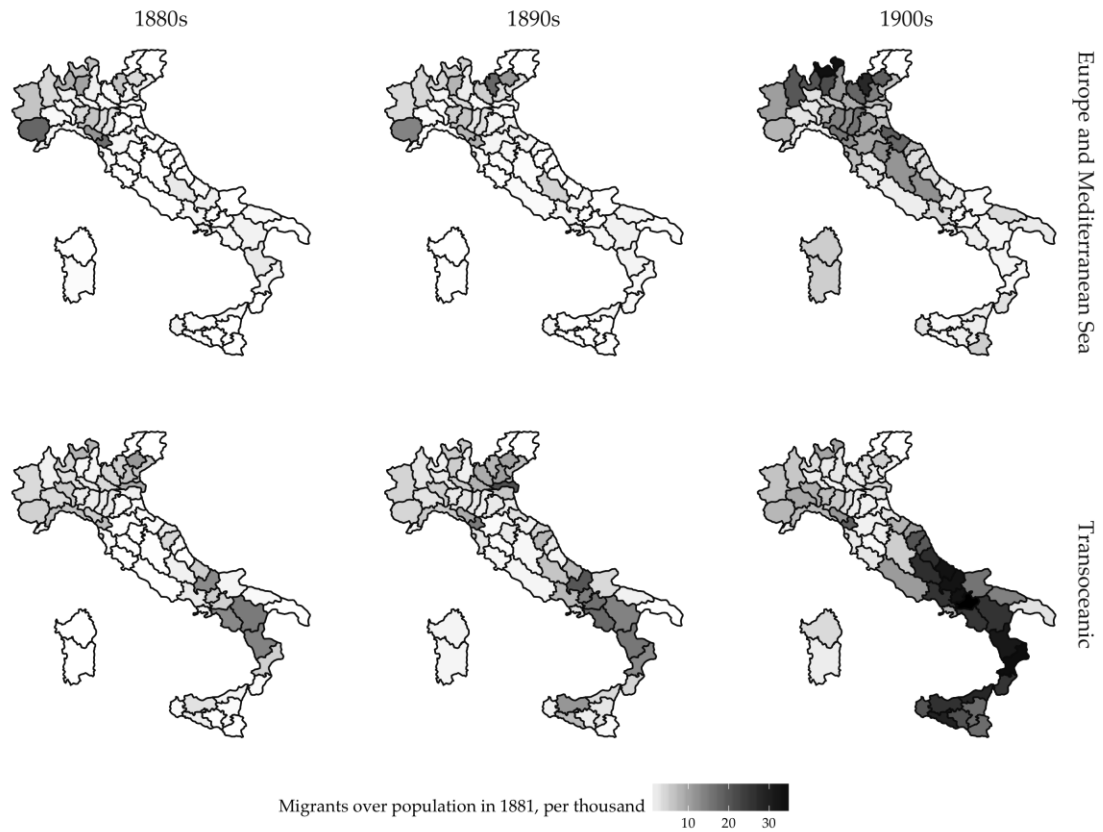 1880s
1890s
1900s
Europe and Mediterranean Sea
Transoceanic
Migrants over population in 1881, per thousand
10 20 30